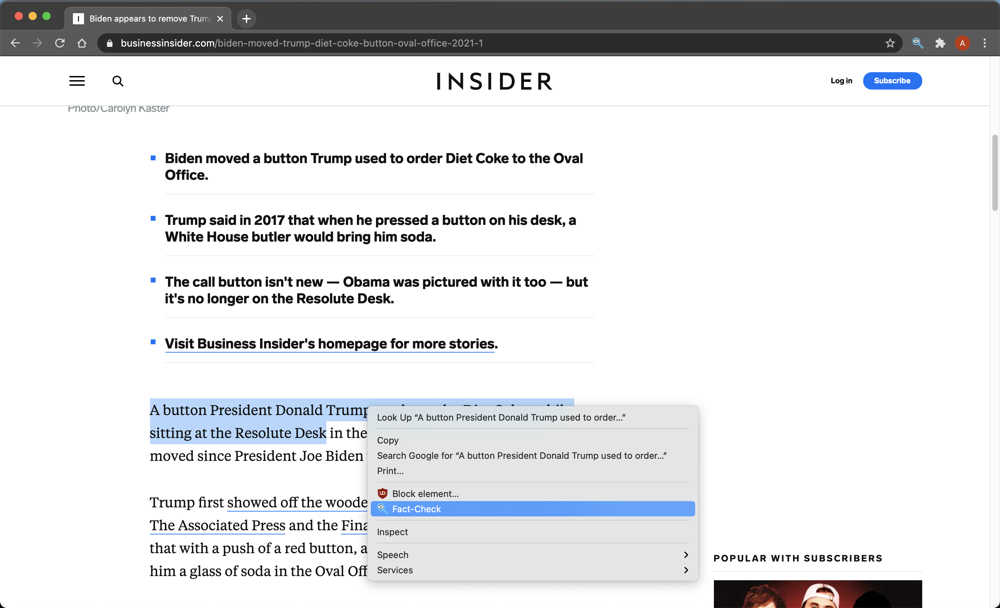 I
Biden appears to remove Trum
businessinsider.com/biden-moved-trump-diet-coke-button-oval-office-2021-1
A
INSIDER
Log in
Subscribe
Photo/Carolyn Kaster
Biden moved a button Trump used to order Diet Coke to the Oval
Office.
Trump said in 2017 that when he pressed a button on his desk, a
White House butler would bring him soda.
The call button isn't new — Obama was pictured with it too — but
it's no longer on the Resolute Desk.
Visit Business Insider's homepage for more stories.
A button President Donald Trump
sitting at the Resolute Desk in the
moved since President Joe Biden
Trump first showed off the woode
The Associated Press and the Fina
that with a push of a red button, a
him a glass of soda in the Oval Off
Look Up “A button President Donald Trump used to order...”
Copy
Search Google for “A button President Donald Trump used to order...”
Print...
uo Block element...
Fact-Check
Inspect
Speech
Services
POPULAR WITH SUBSCRIBERS